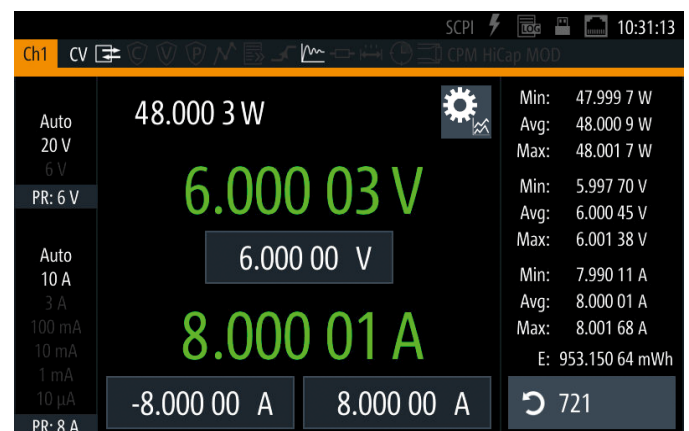 SCPI LOG 10:31:13
Ch1 CV C V P CPM HiCap MOD
Auto
20 V
6 V
PR: 6 V
Auto
10 A
3 A
100 mA
10 mA
1 mA
10 µA
PR: 8 A
48.000 3 W
6.000 03 V
6.000 00 V
8.000 01 A
-8.000 00 A 8.000 00 A
Min: 47.999 7 W
Avg: 48.000 9 W
Max: 48.001 7 W
Min: 5.997 70 V
Avg: 6.000 45 V
Max: 6.001 38 V
Min: 7.990 11 A
Avg: 8.000 01 A
Max: 8.001 68 A
E: 953.150 64 mWh
721